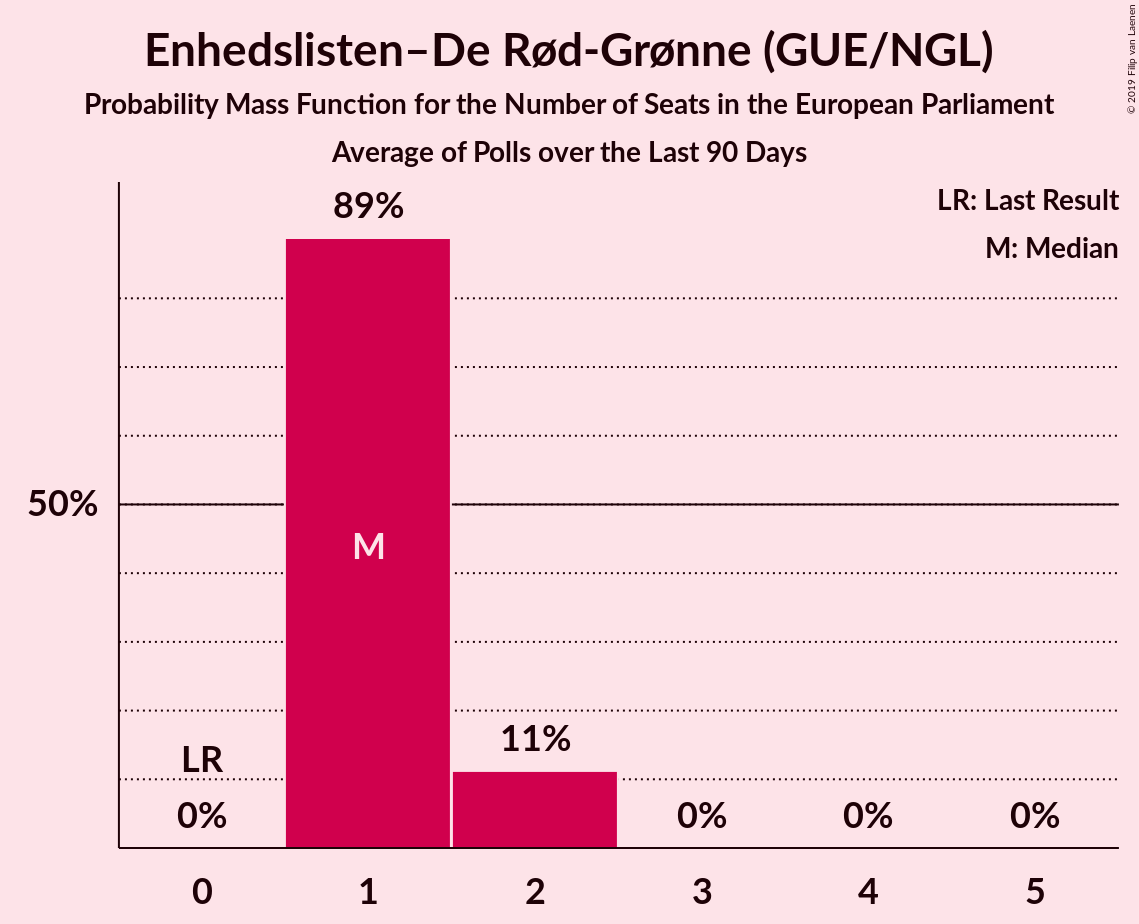 Enhedslisten–De Rød-Grønne (GUE/NGL)
Probability Mass Function for the Number of Seats in the European Parliament
Average of Polls over the Last 90 Days
© 2019 Filip van Laenen
LR: Last Result
M: Median
89%
50%
M
11%
LR
0%
0%
0%
0%
0
1
2
3
4
5